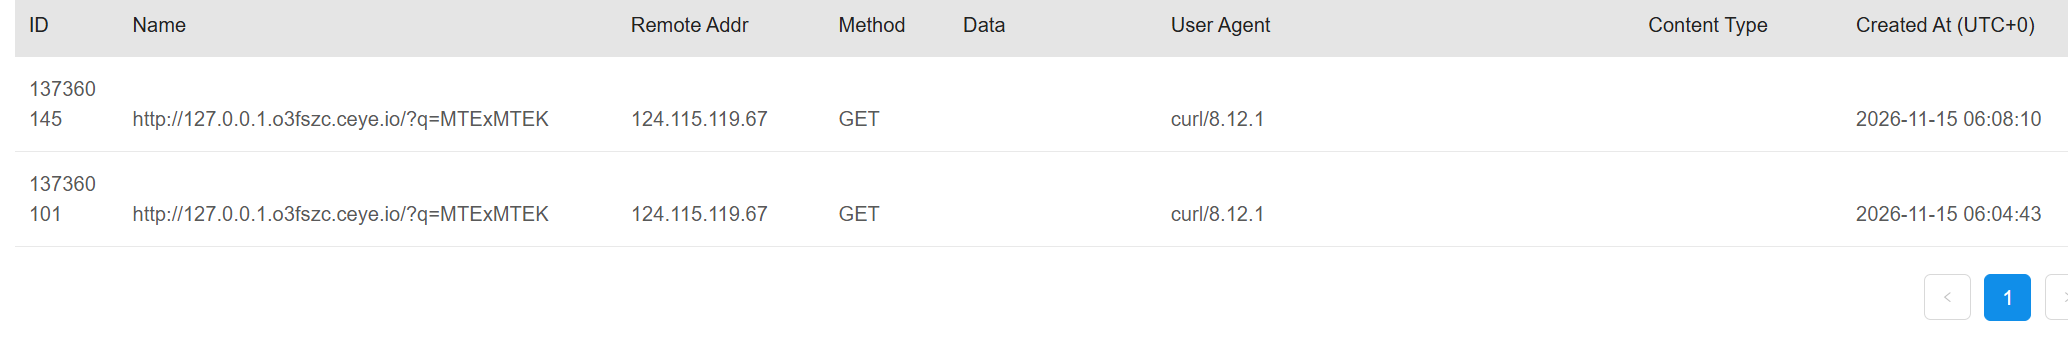 ID Name Remote Addr Method Data User Agent Content Type Created At (UTC+0)
137360
145 http://127.0.0.1.o3fszc.ceye.io/?q=MTExMTEK 124.115.119.67 GET curl/8.12.1 2026-11-15 06:08:10
137360
101 http://127.0.0.1.o3fszc.ceye.io/?q=MTExMTEK 124.115.119.67 GET curl/8.12.1 2026-11-15 06:04:43
< 1 >